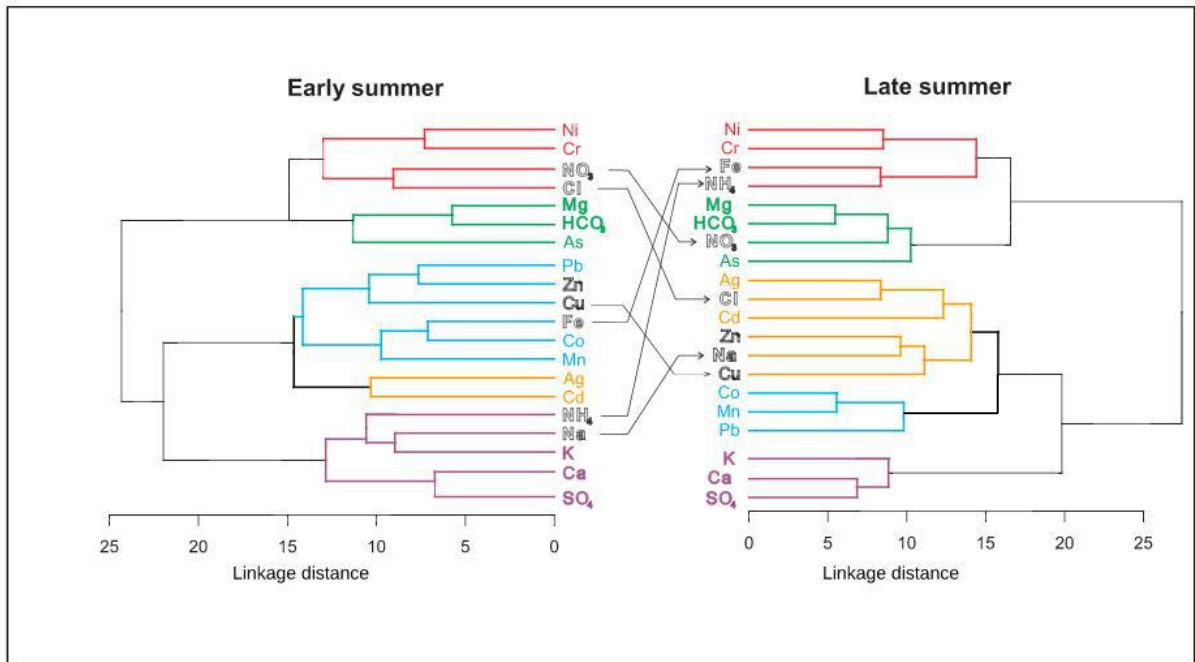 Early summer
Ni
Cr
NO3
Cl
Mg
HCO3
As
Pb
Zn
Cu
Fe
Co
Mn
Ag
Cd
NH4
Na
K
Ca
SO4
25 20 15 10 5 0
Linkage distance
Late summer
Ni
Cr
Fe
NH4
Mg
HCO3
NO3
As
Ag
Cl
Cd
Zn
Na
Cu
Co
Mn
Pb
K
Ca
SO4
0 5 10 15 20 25
Linkage distance